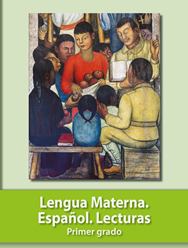 Lengua Materna.
Español. Lecturas
Primer grado